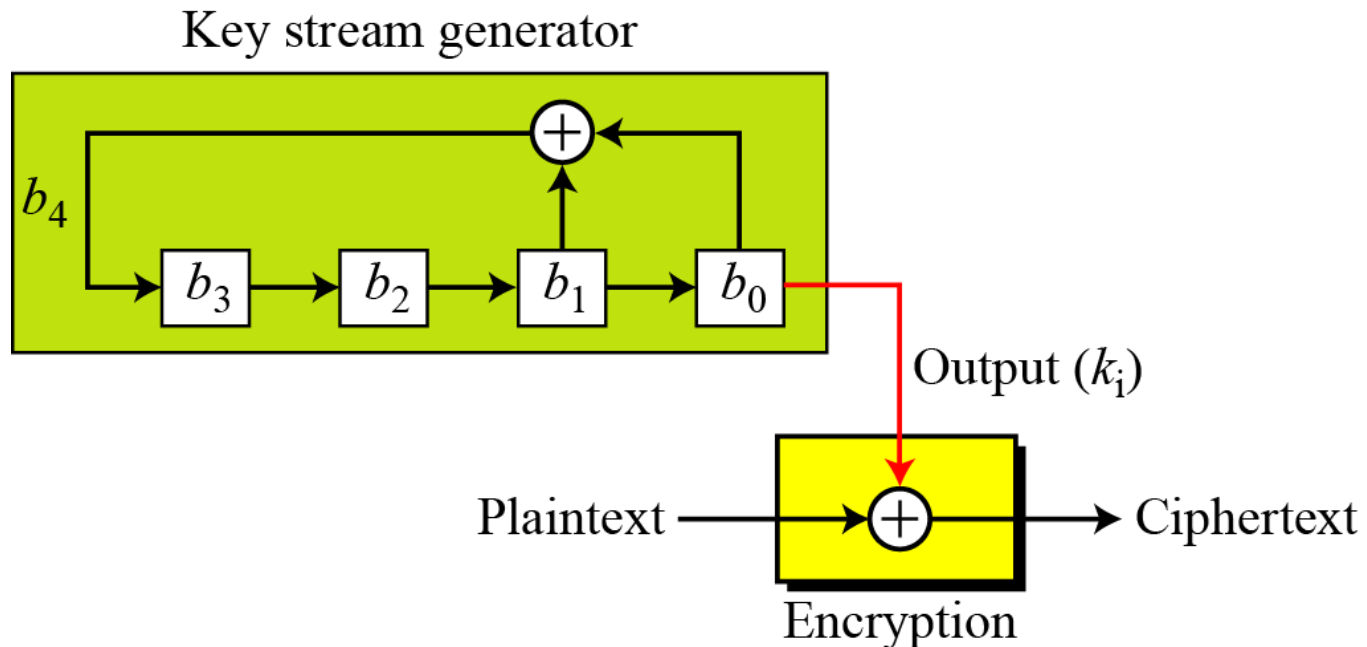 Key stream generator
b4
b3 b2 b1 b0
Output (ki)
Plaintext Ciphertext
Encryption